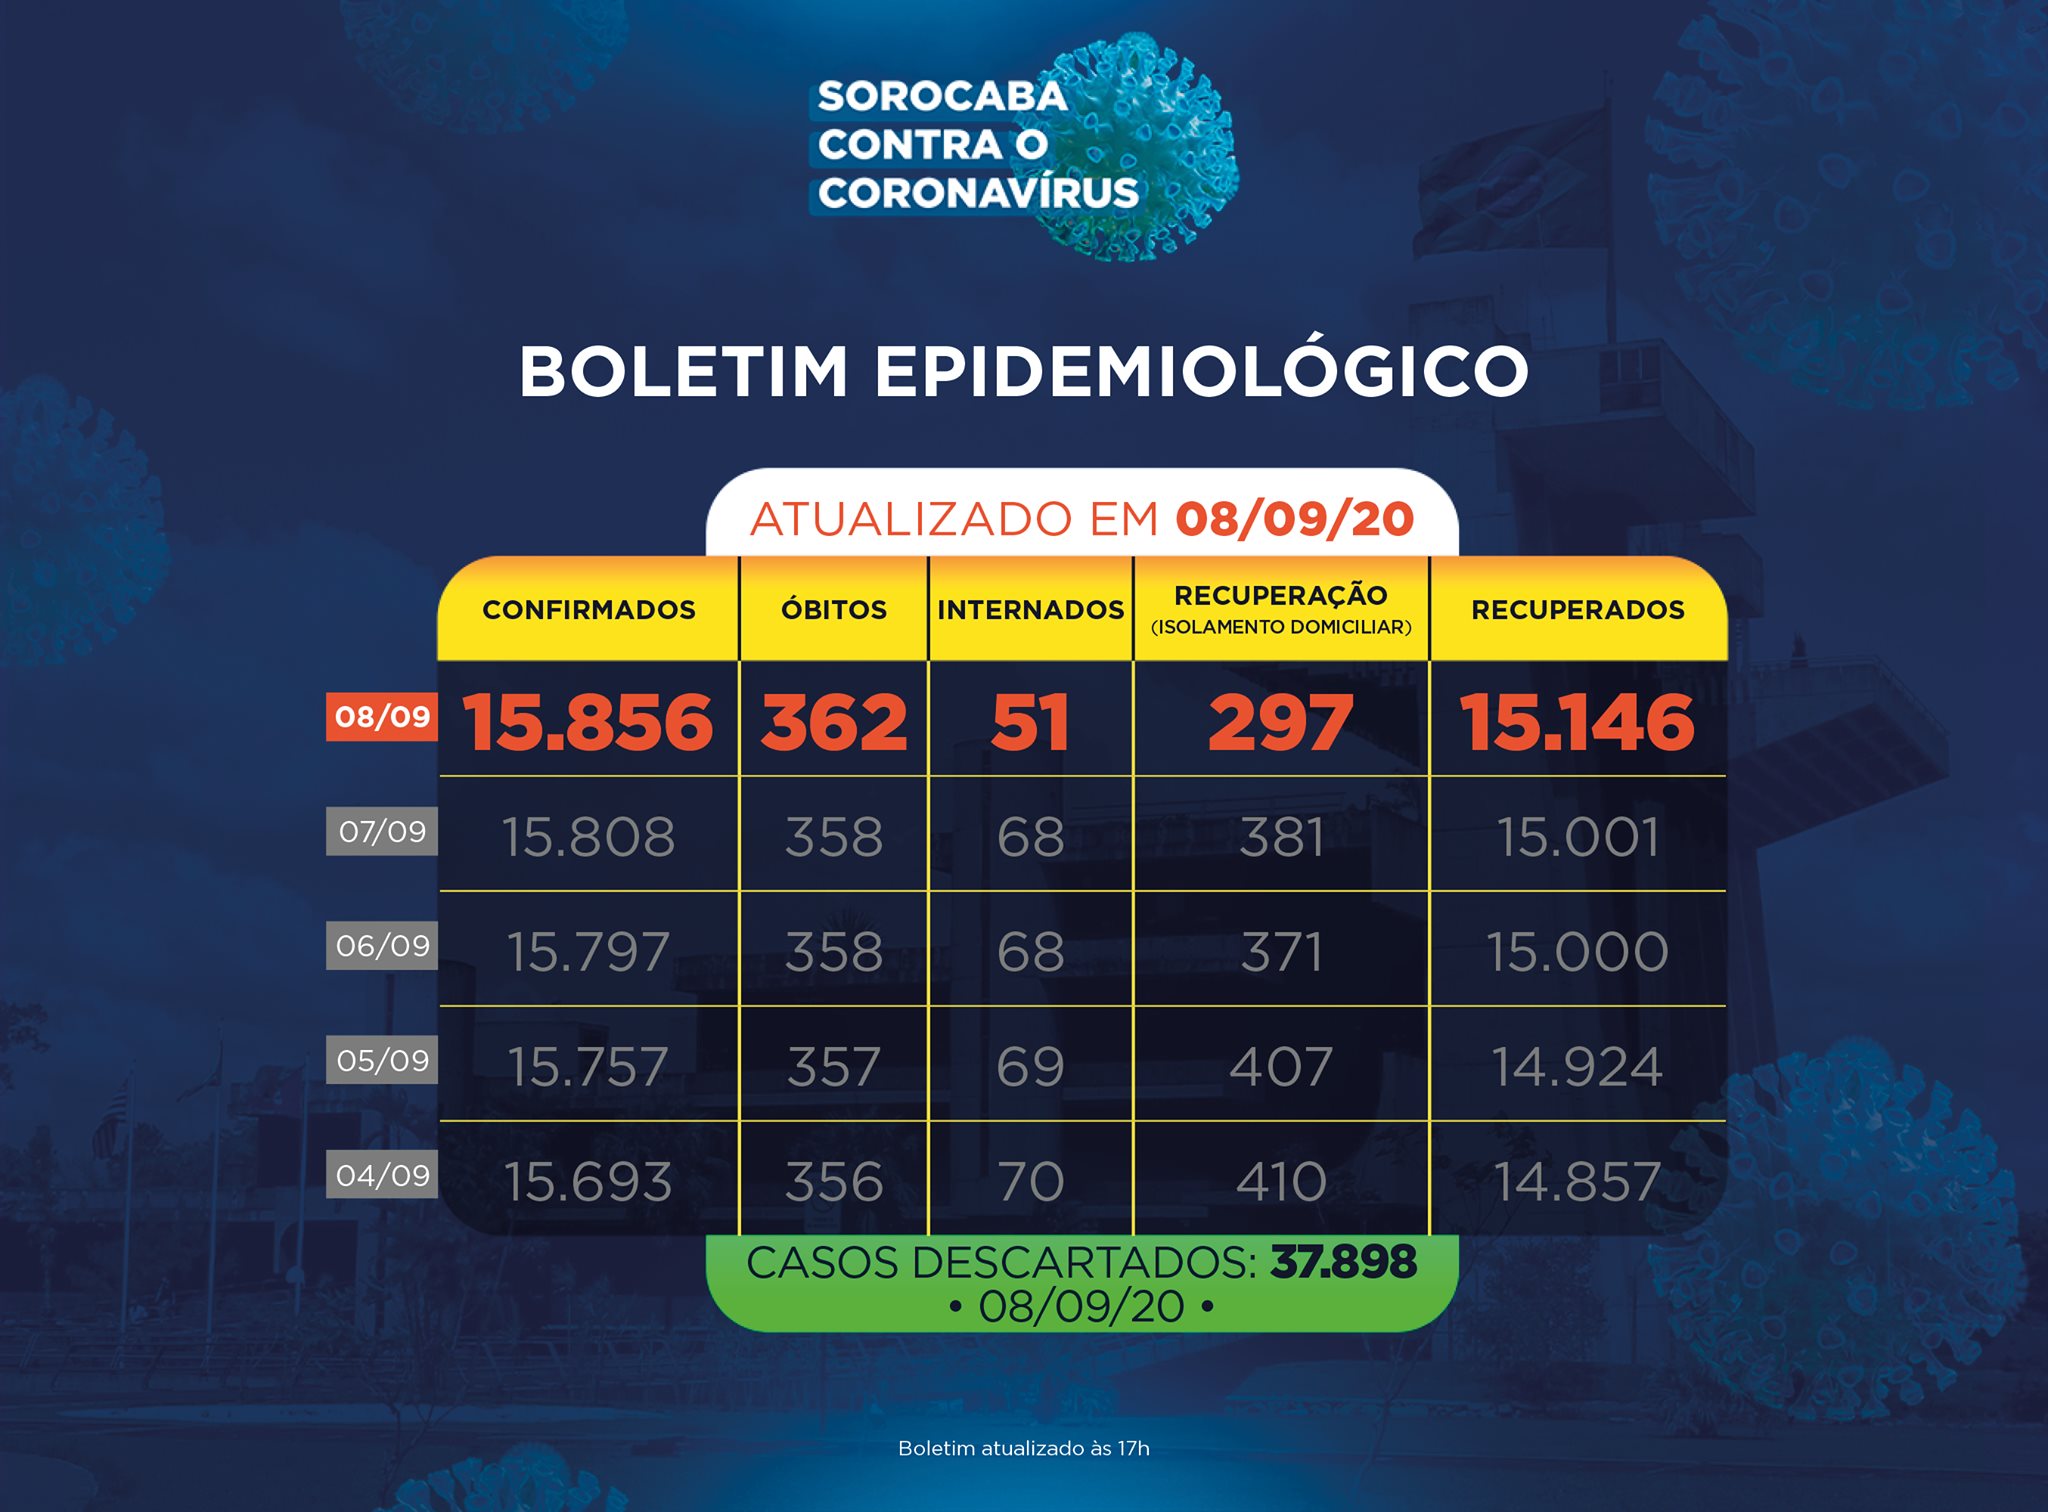 SOROCABA
CONTRA O
CORONAVÍRUS
BOLETIM EPIDEMIOLÓGICO
ATUALIZADO EM 08/09/20
CONFIRMADOS ÓBITOS INTERNADOS RECUPERAÇÃO (ISOLAMENTO DOMICILIAR) RECUPERADOS
08/09 15.856 362 51 297 15.146
07/09 15.808 358 68 381 15.001
06/09 15.797 358 68 371 15.000
05/09 15.757 357 69 407 14.924
04/09 15.693 356 70 410 14.857
CASOS DESCARTADOS: 37.898
• 08/09/20 •
Boletim atualizado às 17h